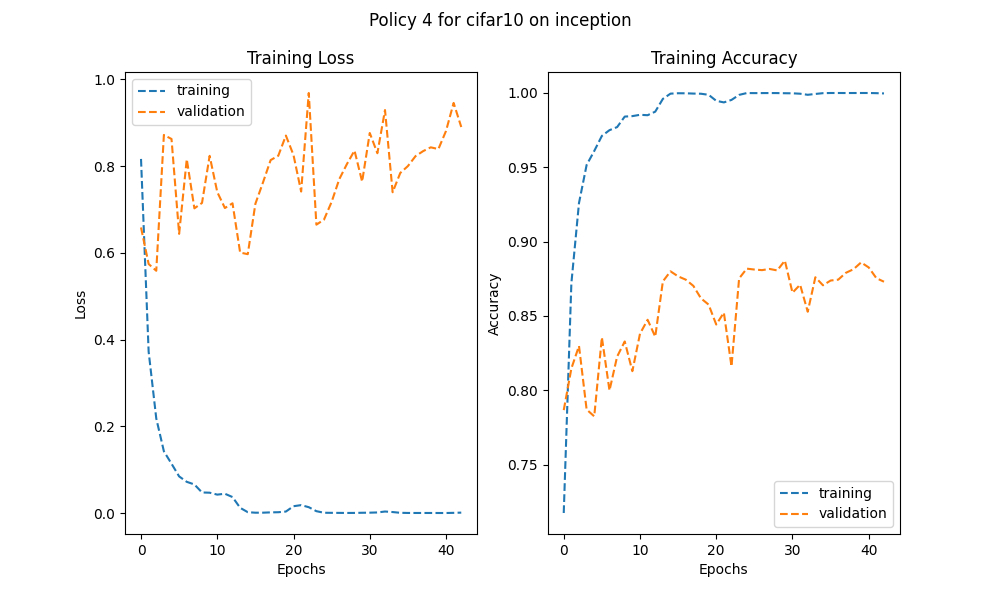 Policy 4 for cifar10 on inception
Training Loss
1.0
0.8
0.6
0.4
0.2
0.0
Loss
0 10 20 30 40
Epochs
training
validation
Training Accuracy
1.00
0.95
0.90
0.85
0.80
0.75
Accuracy
0 10 20 30 40
Epochs
training
validation